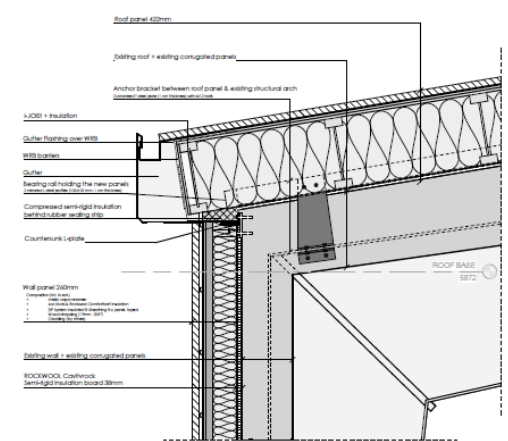 Roof panel 422mm
Existing roof + existing corrugated panels
Anchor bracket between roof panel & existing structural arch
I-JOIST + insulation
Gutter Flashing over WRB
WRB barriers
Gutter
Bearing rail holding the new panels
Compressed semi-rigid insulation
behind rubber sealing strip
Countersunk L-plate
ROOF BASE
5872
Wall panel 260mm
Existing wall + existing corrugated panels
ROCKWOOL Cavityrock
Semi-rigid insulation board 38mm